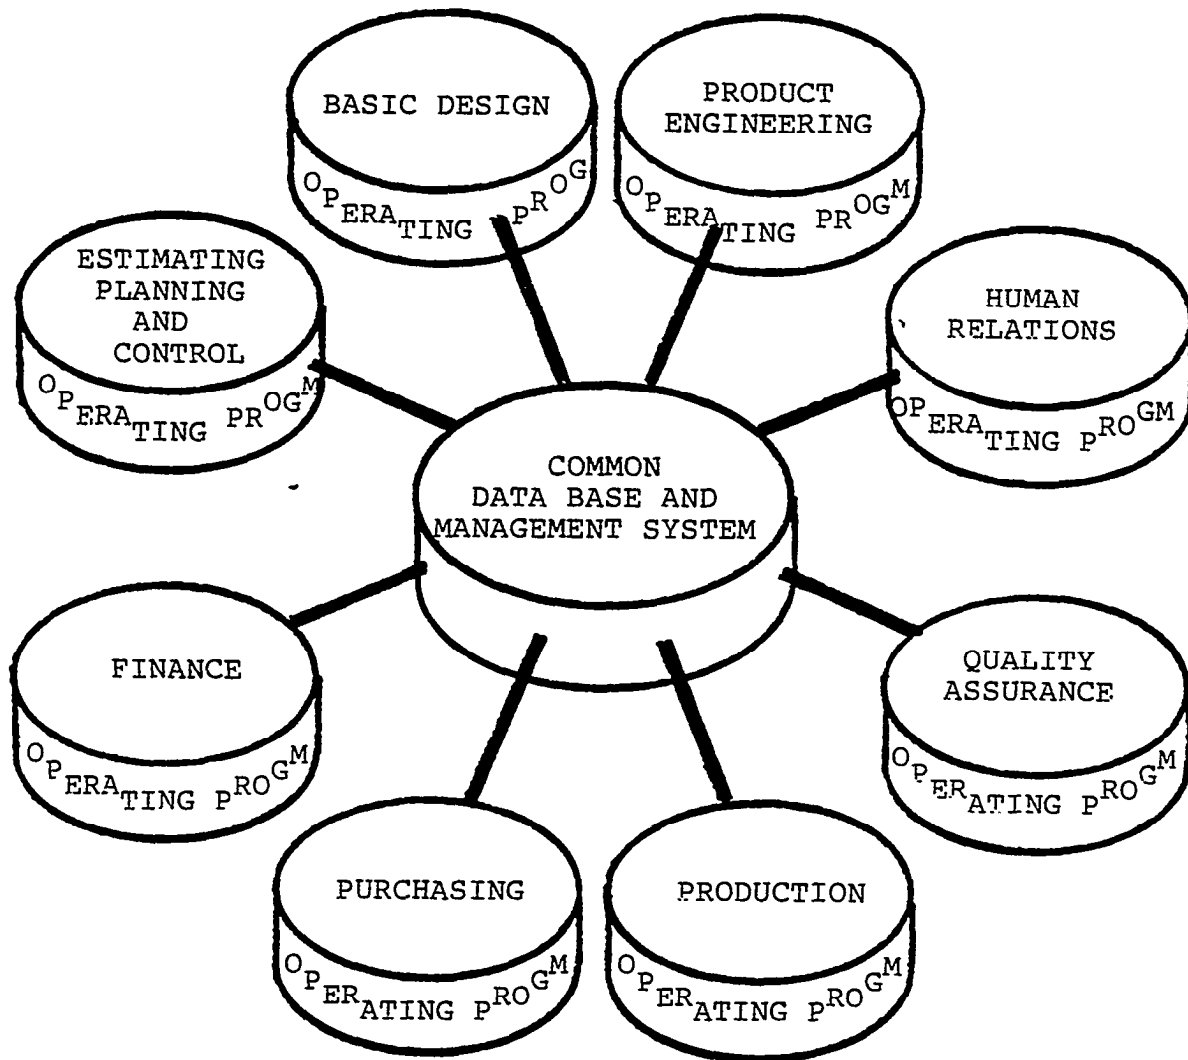 BASIC DESIGN
OPERATING PROG
PRODUCT
ENGINEERING
OPERATING PROGM
ESTIMATING
PLANNING
AND
CONTROL
OPERATING PROGM
HUMAN
RELATIONS
OPERATING PROGM
COMMON
DATA BASE AND
MANAGEMENT SYSTEM
FINANCE
OPERATING PROGM
QUALITY
ASSURANCE
OPERATING PROGM
PURCHASING
OPERATING PROGM
PRODUCTION
OPERATING PROGM